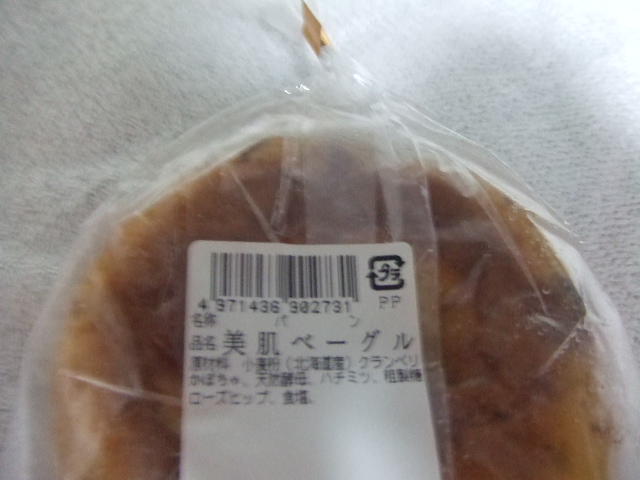 プラ
PP
4 971436 902731
名称 パン
品名 美肌ベーグル
原材料 小麦粉(北海道産)クランベリ
かぼちゃ、天然酵母、ハチミツ、粗製糖
ローズヒップ、食塩、